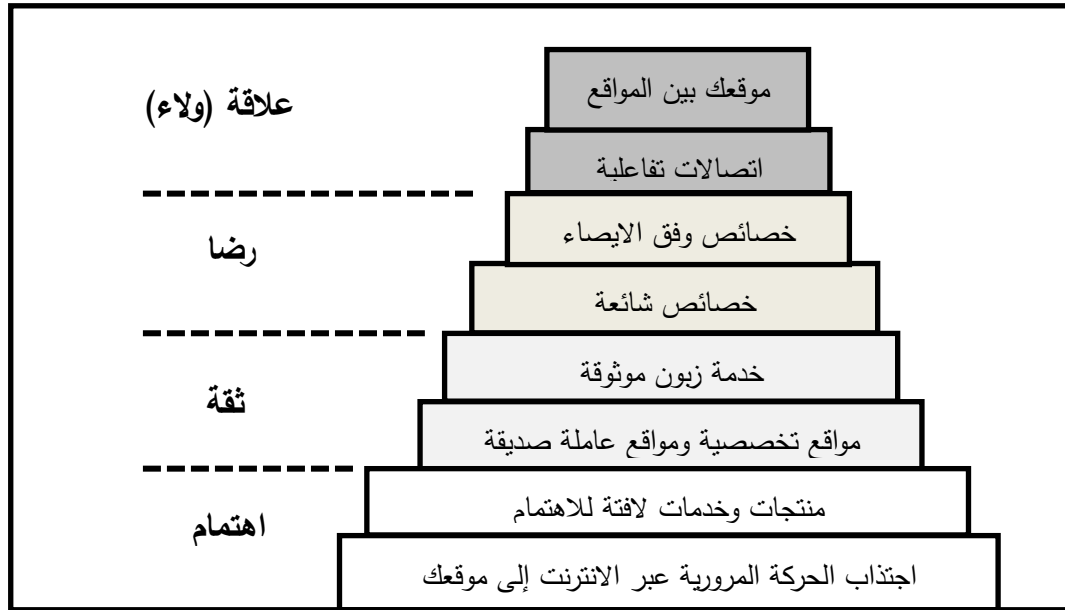 موقعك بين المواقع
علاقة (ولاء)
اتصالات تفاعلية
خصائص وفق الايصاء
رضا
خصائص شائعة
خدمة زبون موثوقة
ثقة
مواقع تخصصية ومواقع عاملة صديقة
منتجات وخدمات لافتة للاهتمام
اهتمام
اجتذاب الحركة المرورية عبر الانترنت إلى موقعك